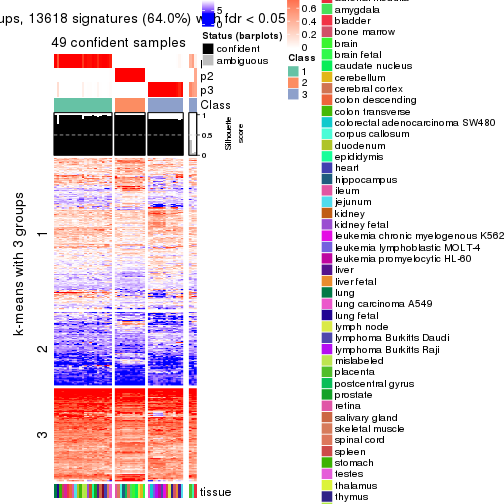 ups, 13618 signatures (64.0%) with fdr < 0.05
49 confident samples
p2
p3
Class
1
0.5
0
Silhouette
score
k-means with 3 groups
1
2
3
tissue
5
0
Status (barplots)
confident
ambiguous
0.6
0.4
0.2
0
Class
1
2
3
amygdala
bladder
bone marrow
brain
brain fetal
caudate nucleus
cerebellum
cerebral cortex
colon descending
colon transverse
colorectal adenocarcinoma SW480
corpus callosum
duodenum
epididymis
heart
hippocampus
ileum
jejunum
kidney
kidney fetal
leukemia chronic myelogenous K562
leukemia lymphoblastic MOLT-4
leukemia promyelocytic HL-60
liver
liver fetal
lung
lung carcinoma A549
lung fetal
lymph node
lymphoma Burkitts Daudi
lymphoma Burkitts Raji
mislabeled
placenta
postcentral gyrus
prostate
retina
salivary gland
skeletal muscle
spinal cord
spleen
stomach
testes
thalamus
thymus